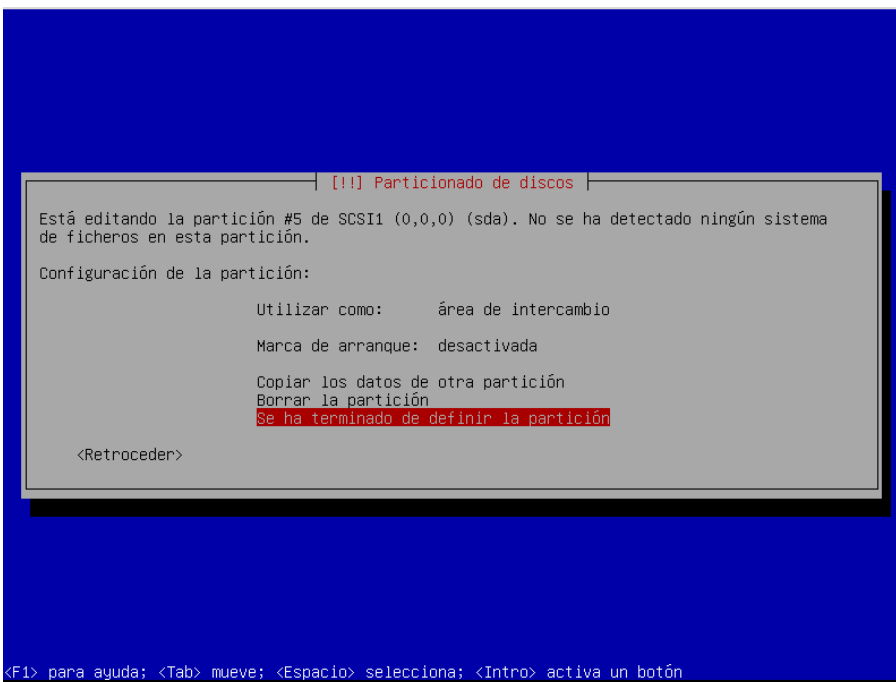 [!!] Particionado de discos
Está editando la partición #5 de SCSI1 (0,0,0) (sda). No se ha detectado ningún sistema
de ficheros en esta partición.
Configuración de la partición:
Utilizar como: área de intercambio
Marca de arranque: desactivada
Copiar los datos de otra partición
Borrar la partición
Se ha terminado de definir la partición
<Retroceder>
<F1> para ayuda; <Tab> mueve; <Espacio> selecciona; <Intro> activa un botón